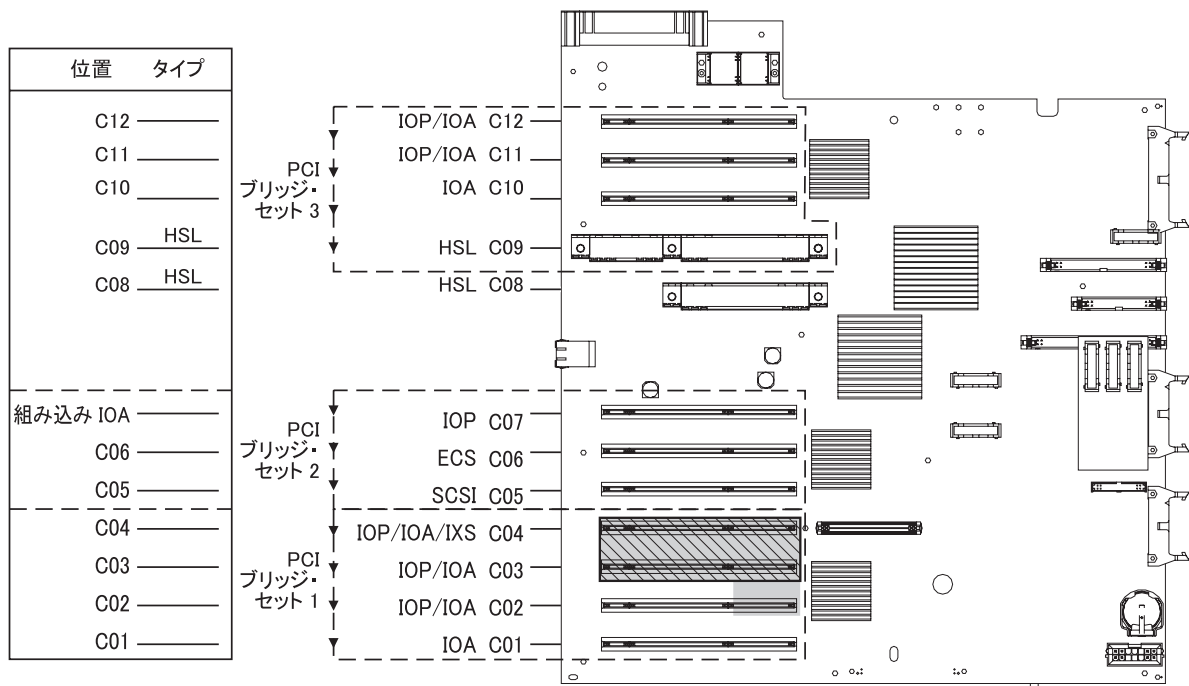 位置 タイプ
C12
C11
C10
C09 HSL
C08 HSL
組み込み IOA
C06
C05
C04
C03
C02
C01
PCI
ブリッジ・
セット 3
IOP/IOA C12
IOP/IOA C11
IOA C10
HSL C09
HSL C08
PCI
ブリッジ・
セット 2
IOP C07
ECS C06
SCSI C05
PCI
ブリッジ・
セット 1
IOP/IOA/IXS C04
IOP/IOA C03
IOP/IOA C02
IOA C01